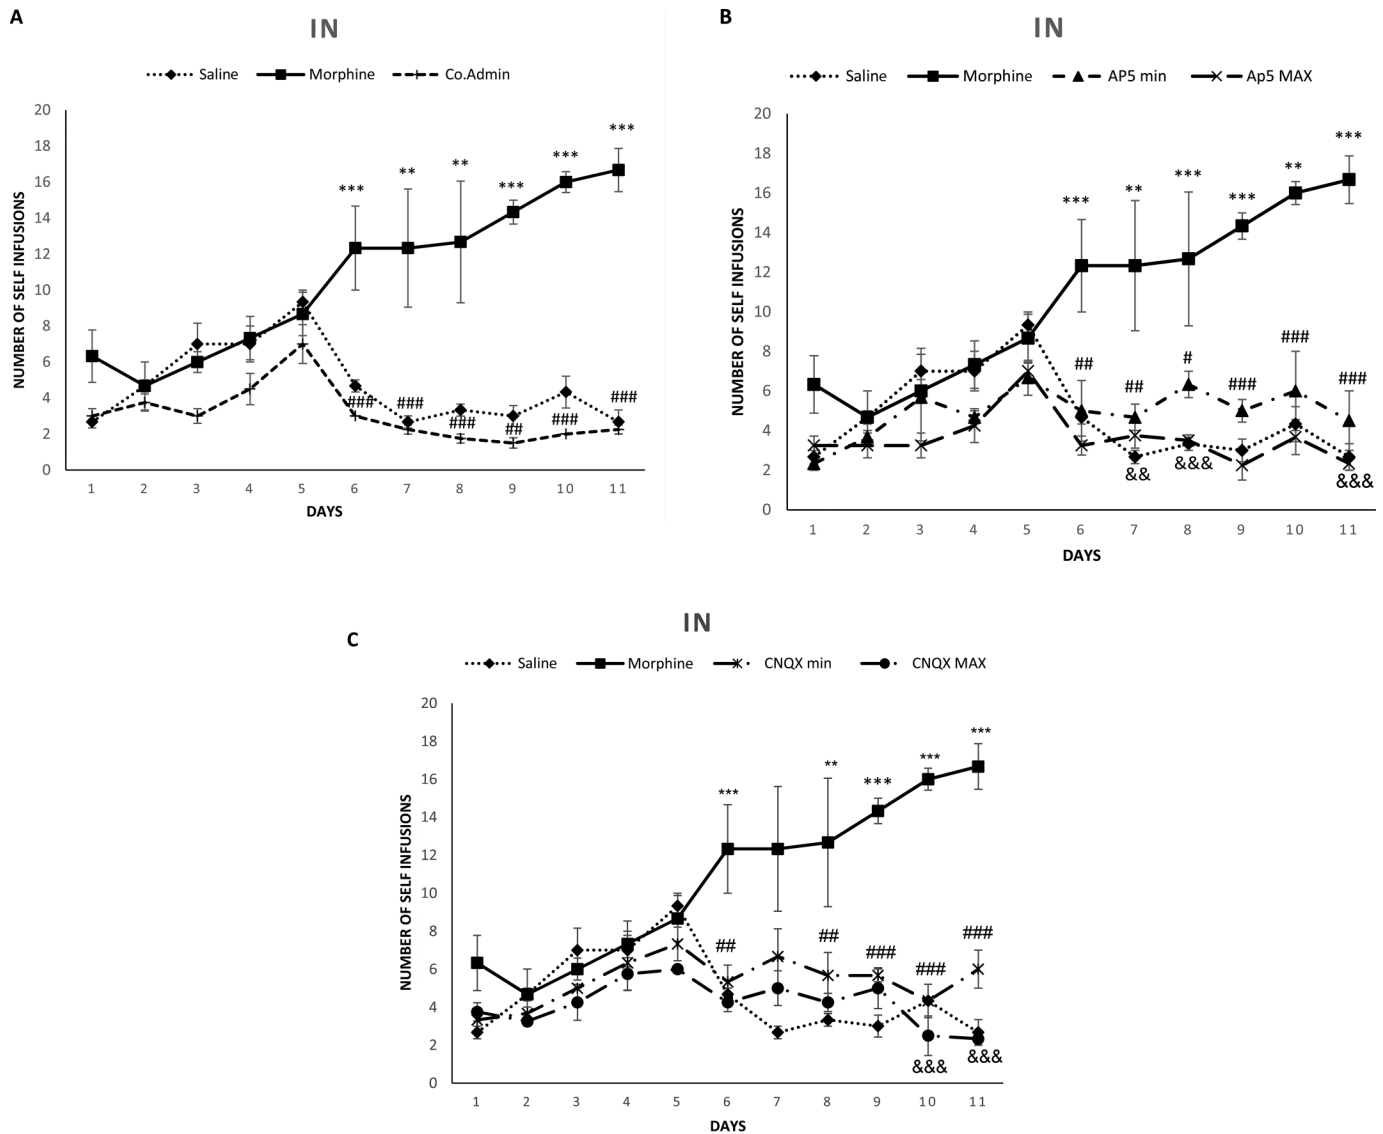 A
IN
Saline Morphine Co.Admin
NUMBER OF SELF INFUSIONS
20
18
16
14
12
10
8
6
4
2
0
*** ** ** *** *** ***
### ### ### ## ### ###
1 2 3 4 5 6 7 8 9 10 11
DAYS
B
IN
Saline Morphine AP5 min Ap5 MAX
NUMBER OF SELF INFUSIONS
20
18
16
14
12
10
8
6
4
2
0
*** ** *** *** ** ***
## ## # ### ### ###
&& &&& &&&
1 2 3 4 5 6 7 8 9 10 11
DAYS
C
IN
Saline Morphine CNQX min CNQX MAX
NUMBER OF SELF INFUSIONS
20
18
16
14
12
10
8
6
4
2
0
*** ** *** *** ***
## ## ### ### ###
&&& &&&
1 2 3 4 5 6 7 8 9 10 11
DAYS